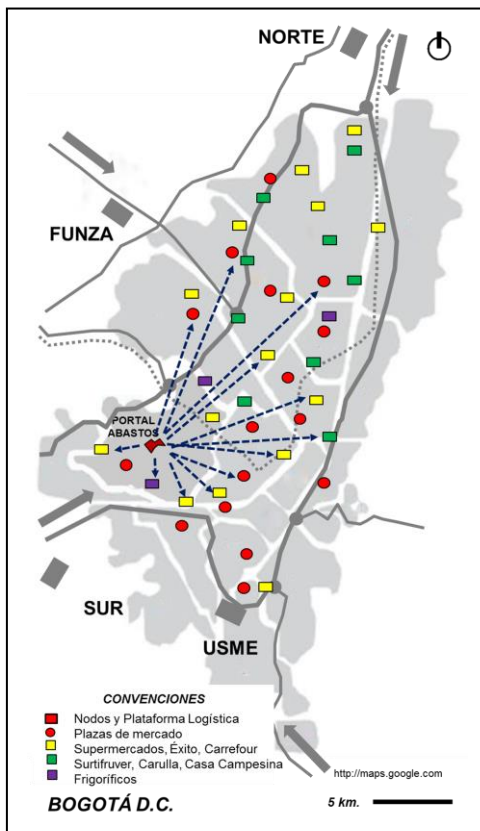 NORTE
FUNZA
PORTAL
ABASTOS
SUR
USME
CONVENCIONES
Nodos y Plataforma Logística
Plazas de mercado
Supermercados, Éxito, Carrefour
Surtifruver, Carulla, Casa Campesina
Frigoríficos
http://maps.google.com
BOGOTÁ D.C.
5 km.